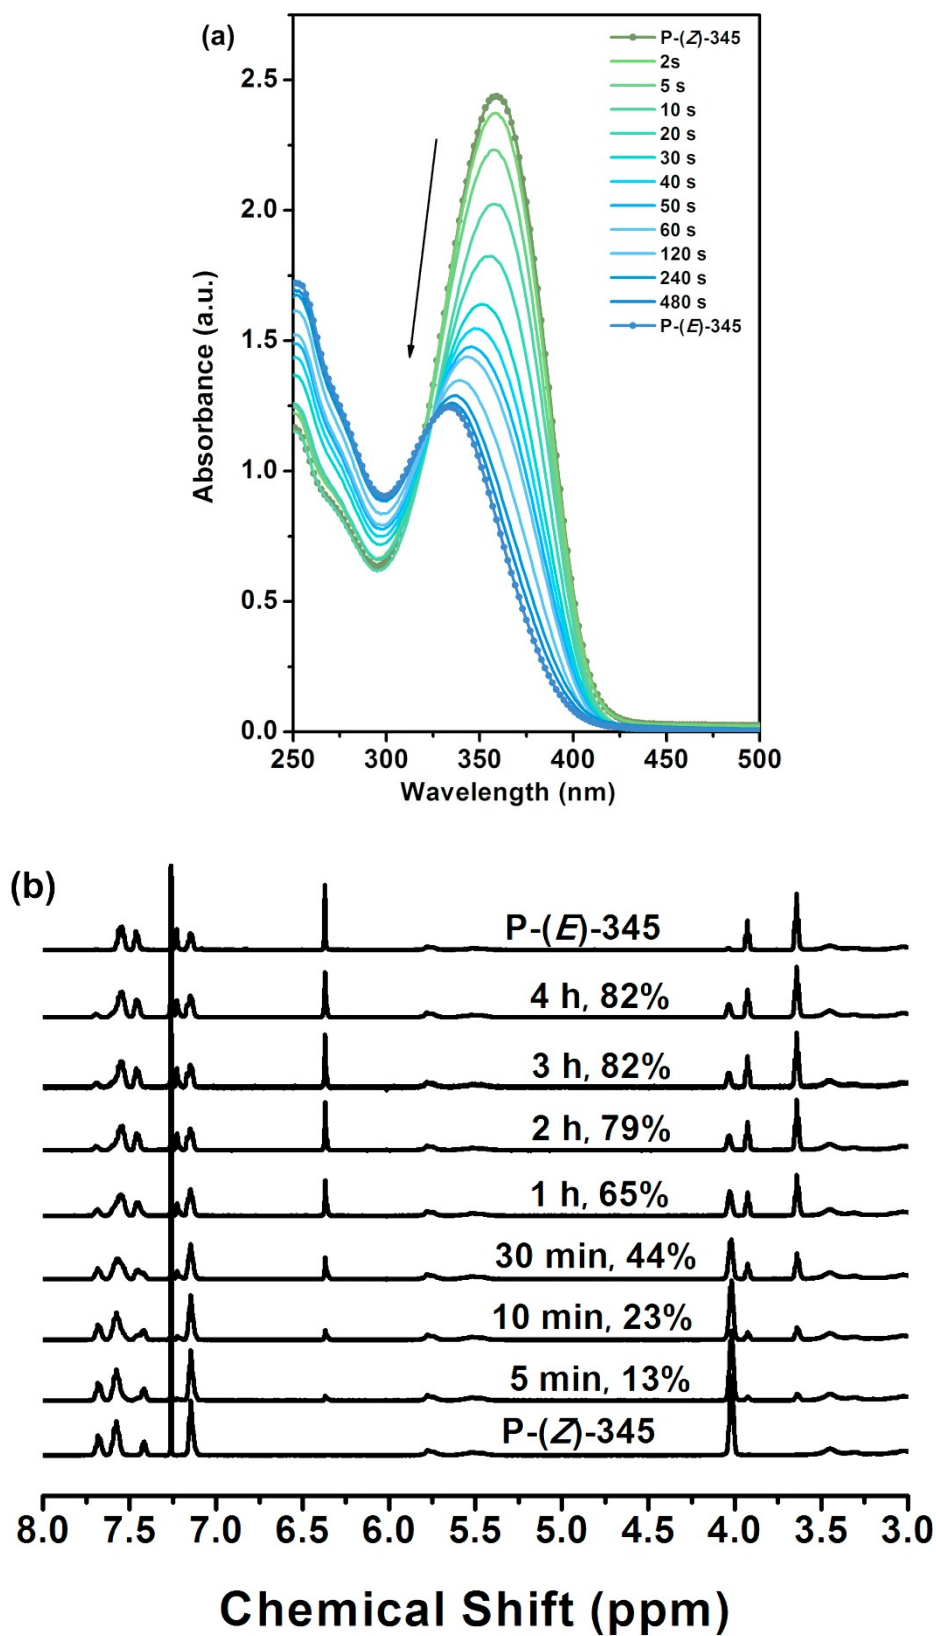 (a)
P-(Z)-345
2s
5 s
10 s
20 s
30 s
40 s
50 s
60 s
120 s
240 s
480 s
P-(E)-345
2.5
2.0
1.5
1.0
0.5
0.0
Absorbance (a.u.)
250 300 350 400 450 500
Wavelength (nm)
(b)
P-(E)-345
4 h, 82%
3 h, 82%
2 h, 79%
1 h, 65%
30 min, 44%
10 min, 23%
5 min, 13%
P-(Z)-345
8.0 7.5 7.0 6.5 6.0 5.5 5.0 4.5 4.0 3.5 3.0
Chemical Shift (ppm)